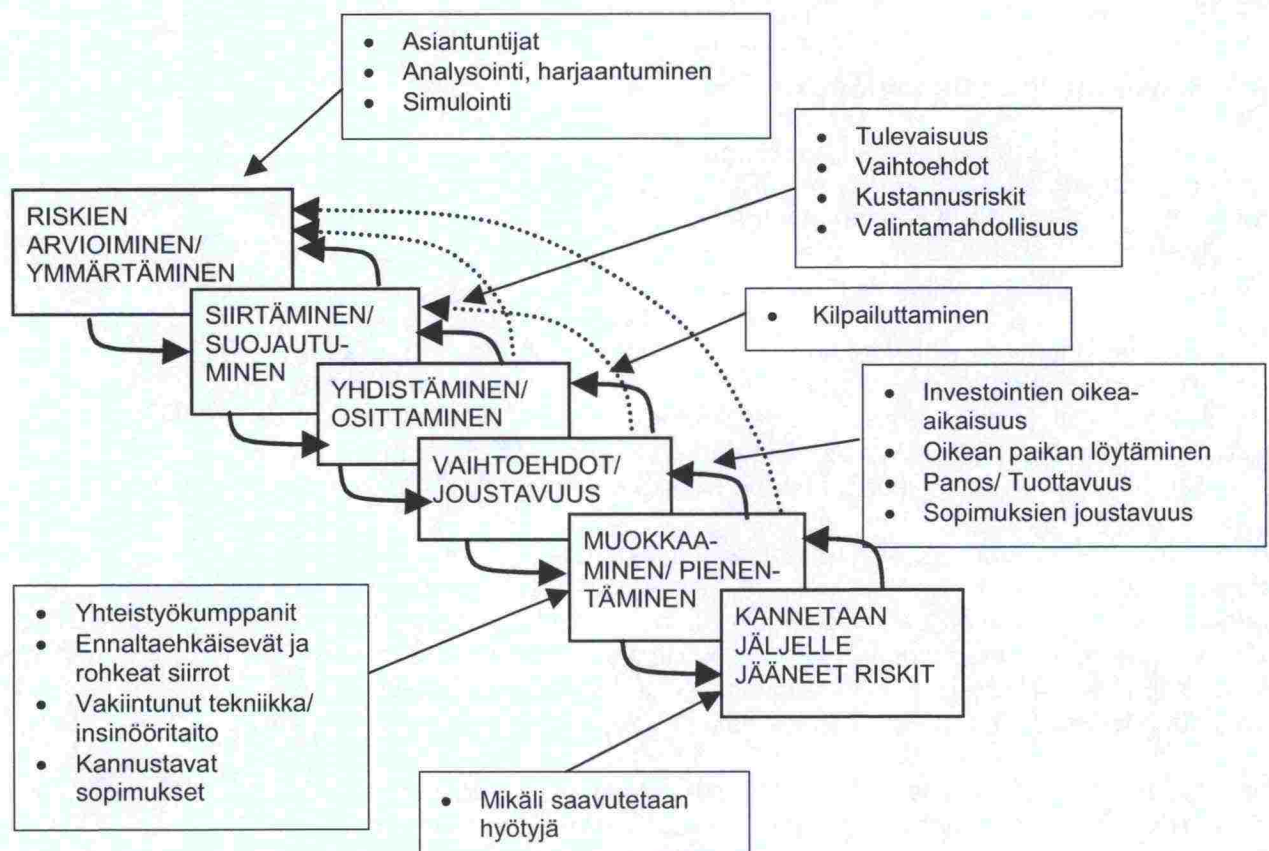 • Asiantuntijat
• Analysointi, harjaantuminen
• Simulointi
• Tulevaisuus
• Vaihtoehdot
• Kustannusriskit
• Valintamahdollisuus
RISKIEN
ARVIOIMINEN/
YMMÄRTÄMINEN
SIIRTÄMINEN/
SUOJAUTU-
MINEN
• Kilpailuttaminen
YHDISTÄMINEN/
OSITTAMINEN
• Investointien oikea-
aikaisuus
• Oikean paikan löytäminen
• Panos/ Tuottavuus
• Sopimuksien joustavuus
VAIHTOEHDOT/
JOUSTAVUUS
MUOKKAA-
MINEN/ PIENEN-
TÄMINEN
KANNETAAN
JÄLJELLE
JÄÄNEET RISKIT
• Yhteistyökumppanit
• Ennaltaehkäisevät ja
rohkeat siirrot
• Vakiintunut tekniikka/
insinööritaito
• Kannustavat
sopimukset
• Mikäli saavutetaan
hyötyjä